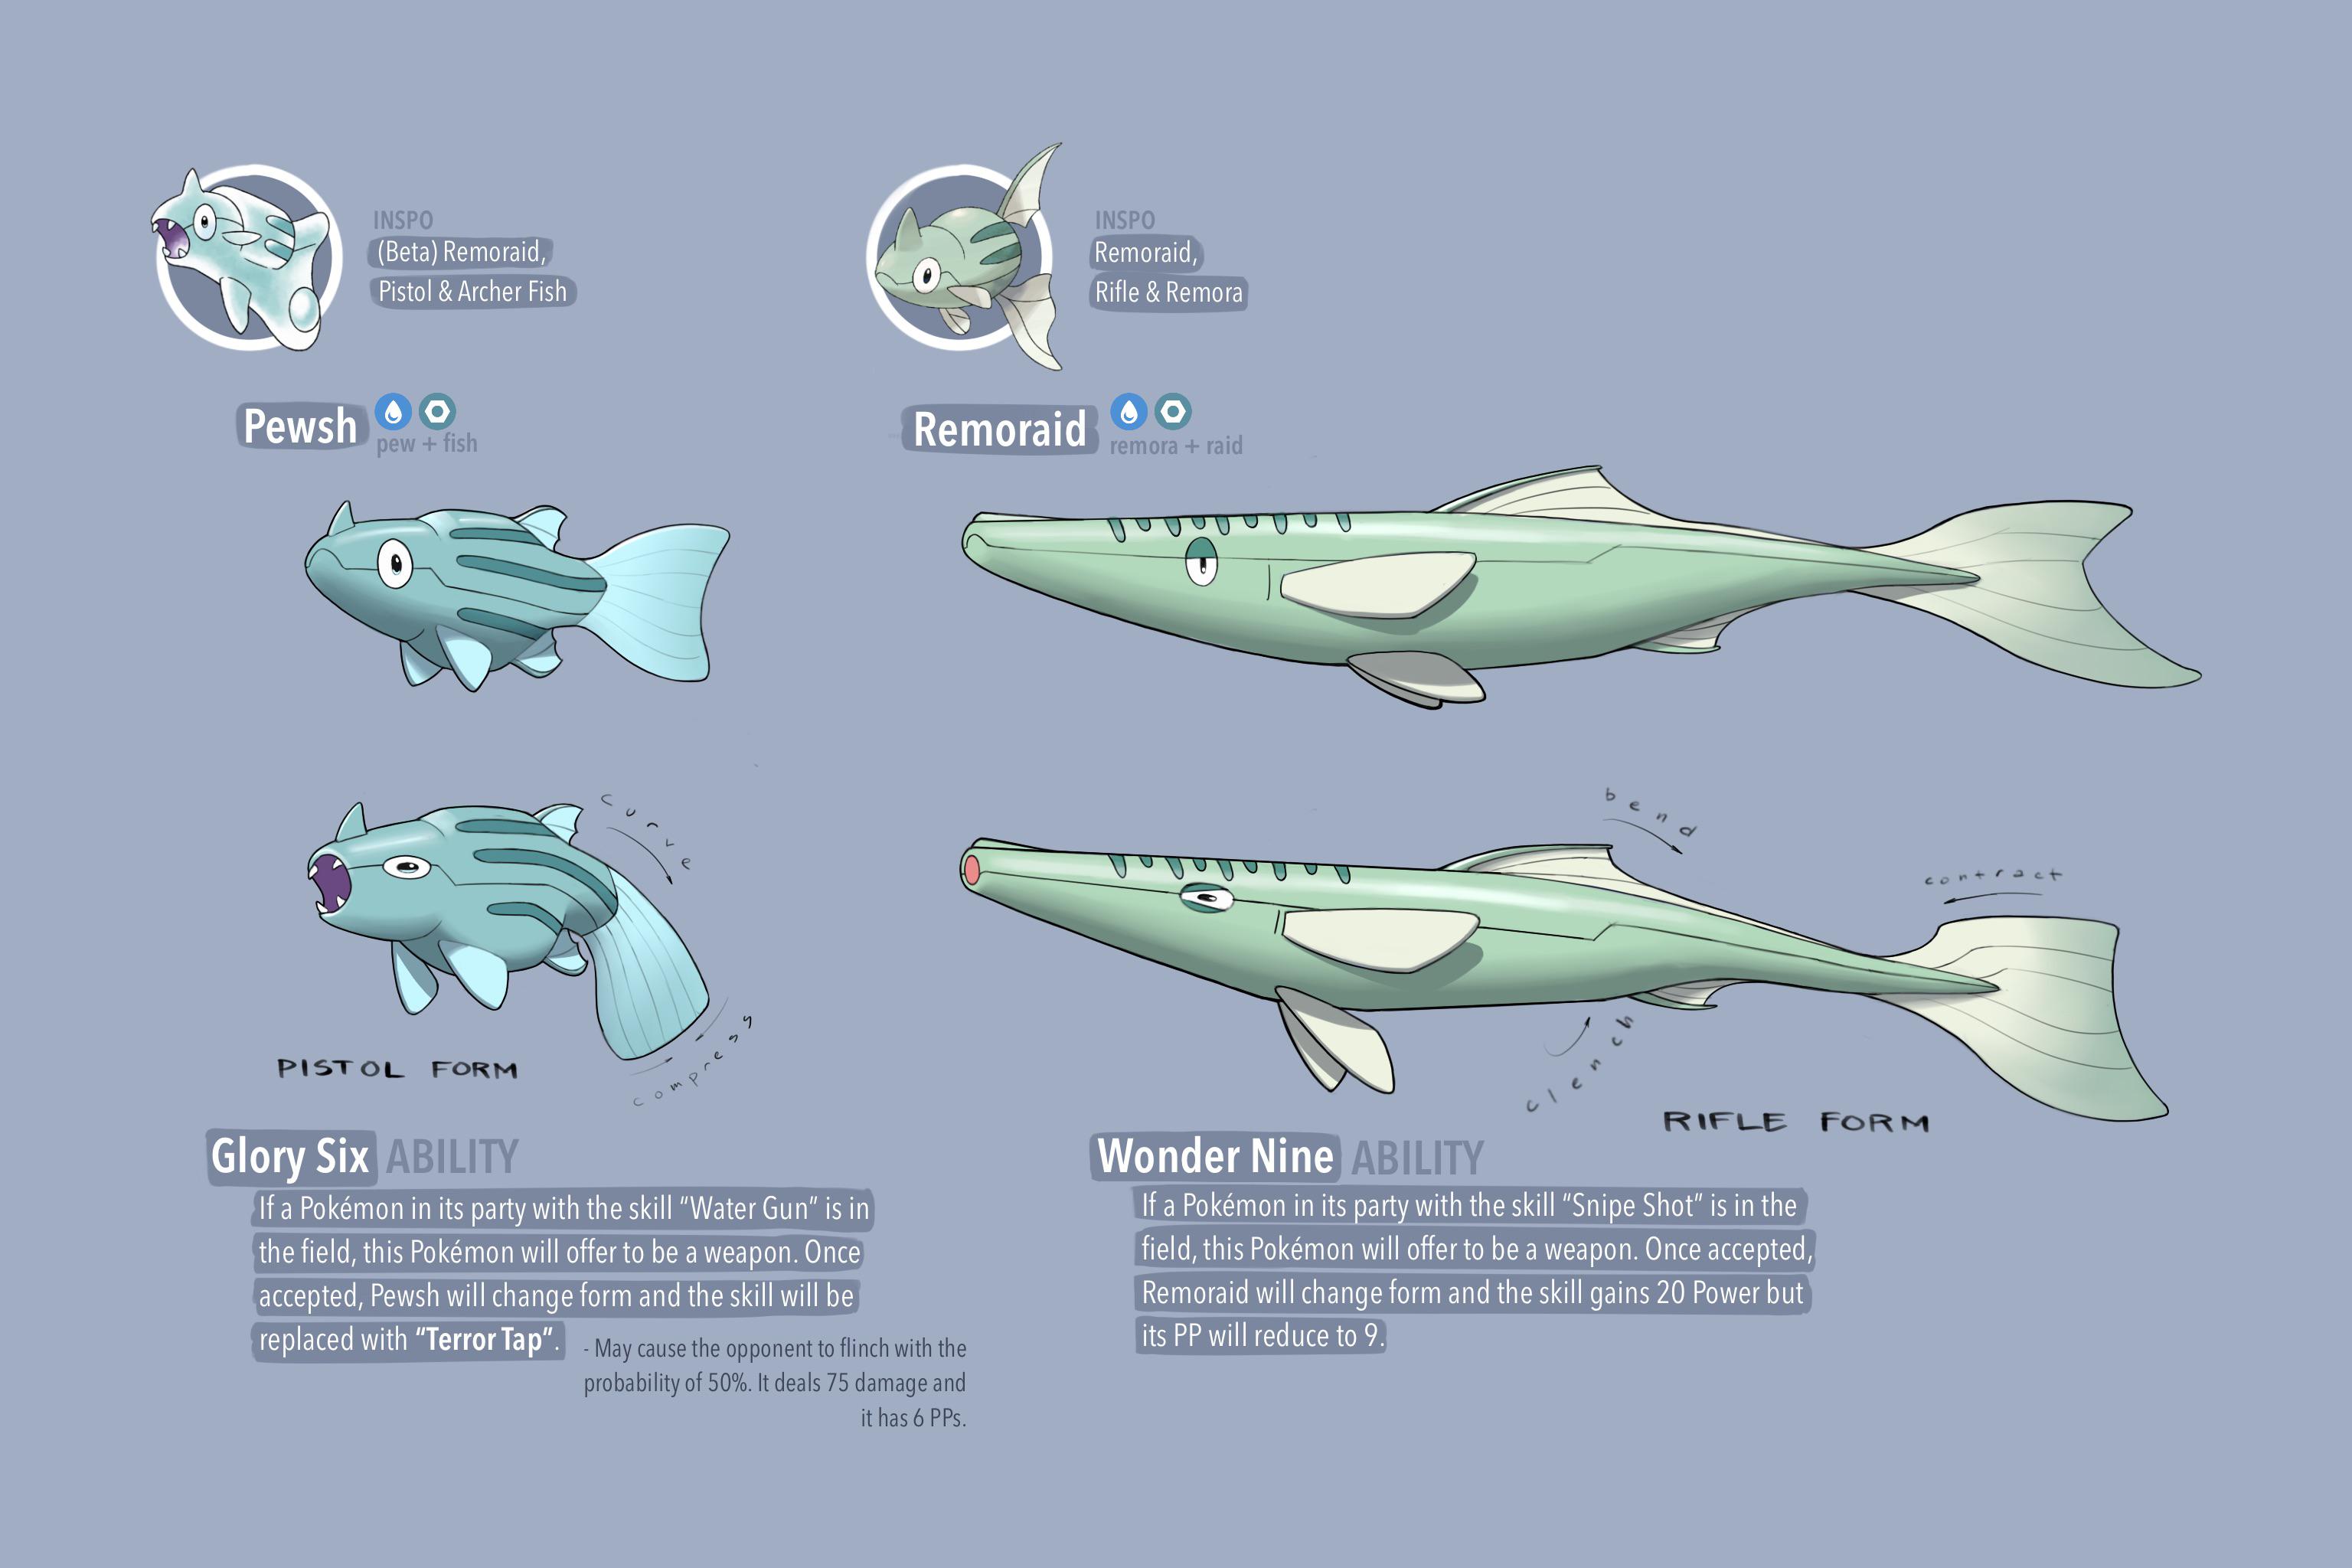 INSPO
(Beta) Remoraid,
Pistol & Archer Fish
INSPO
Remoraid,
Rifle & Remora
Pewsh
pew + fish
Remoraid
remora + raid
curve
compress
PISTOL FORM
bend
contract
clench
RIFLE FORM
Glory Six ABILITY
If a Pokémon in its party with the skill “Water Gun” is in
the field, this Pokémon will offer to be a weapon. Once
accepted, Pewsh will change form and the skill will be
replaced with “Terror Tap”.
- May cause the opponent to flinch with the
probability of 50%. It deals 75 damage and
it has 6 PPs.
Wonder Nine ABILITY
If a Pokémon in its party with the skill “Snipe Shot” is in the
field, this Pokémon will offer to be a weapon. Once accepted,
Remoraid will change form and the skill gains 20 Power but
its PP will reduce to 9.